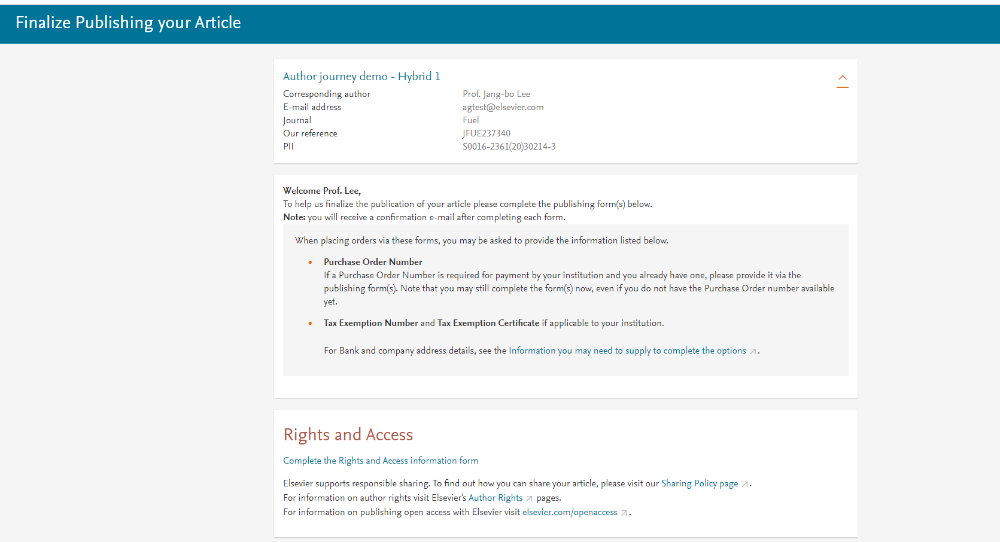 Finalize Publishing your Article
Author journey demo - Hybrid 1
Corresponding author Prof. Jang-bo Lee
E-mail address agtest@elsevier.com
Journal Fuel
Our reference JFUE237340
PII S0016-2361(20)30214-3
Welcome Prof. Lee,
To help us finalize the publication of your article please complete the publishing form(s) below.
Note: you will receive a confirmation e-mail after completing each form.
When placing orders via these forms, you may be asked to provide the information listed below.
• Purchase Order Number
If a Purchase Order Number is required for payment by your institution and you already have one, please provide it via the
publishing form(s). Note that you may still complete the form(s) now, even if you do not have the Purchase Order number available
yet.
• Tax Exemption Number and Tax Exemption Certificate if applicable to your institution.
For Bank and company address details, see the Information you may need to supply to complete the options .
Rights and Access
Complete the Rights and Access information form
Elsevier supports responsible sharing. To find out how you can share your article, please visit our Sharing Policy page .
For information on author rights visit Elsevier's Author Rights pages.
For information on publishing open access with Elsevier visit elsevier.com/openaccess .